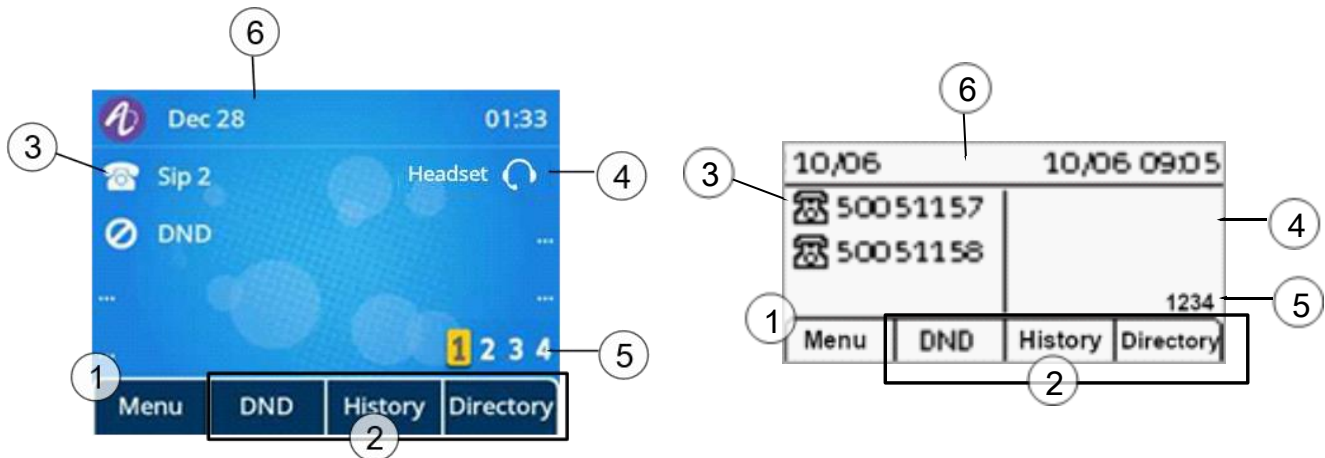 6
Dec 28 01:33
3
Sip 2
Headset
4
DND
...
...
...
1 2 3 4
5
...
1
Menu DND History Directory
2
6
10/06 10/06 09:05
3
50051157
4
50051158
1
1234
5
Menu DND History Directory
2